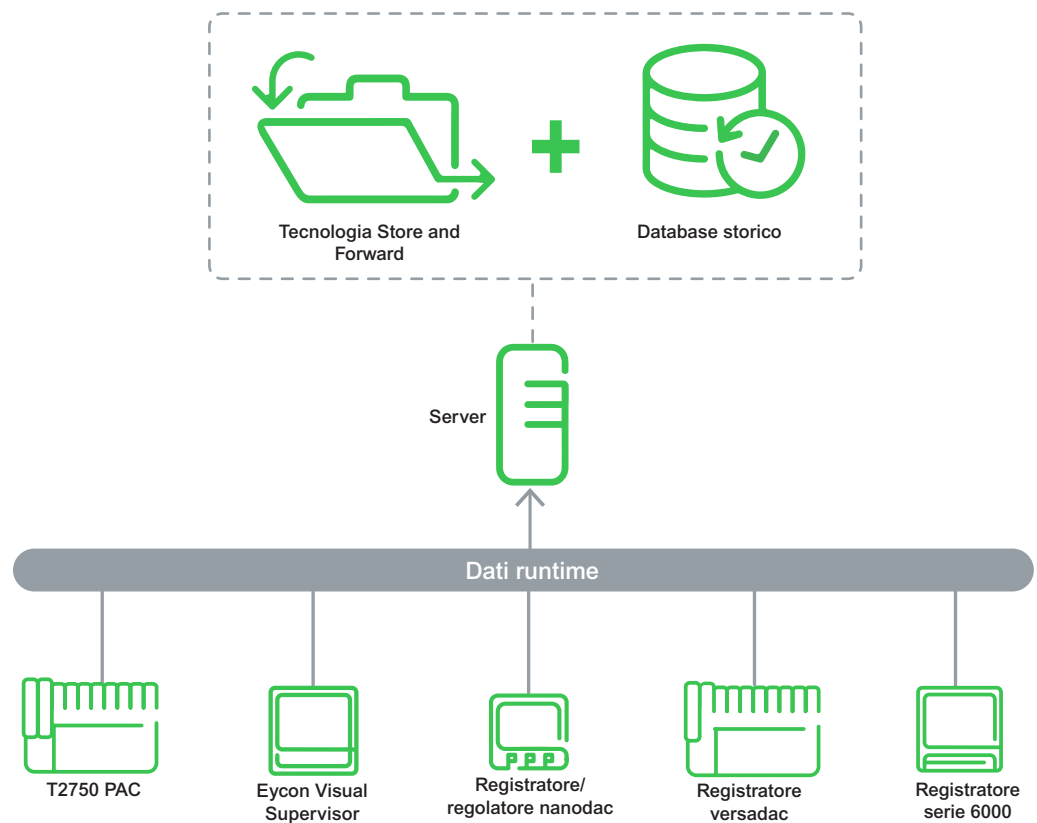 Tecnologia Store and
Forward
Database storico
Server
Dati runtime
T2750 PAC
Eycon Visual
Supervisor
Registratore/
regolatore nanodac
Registratore
versadac
Registratore
serie 6000